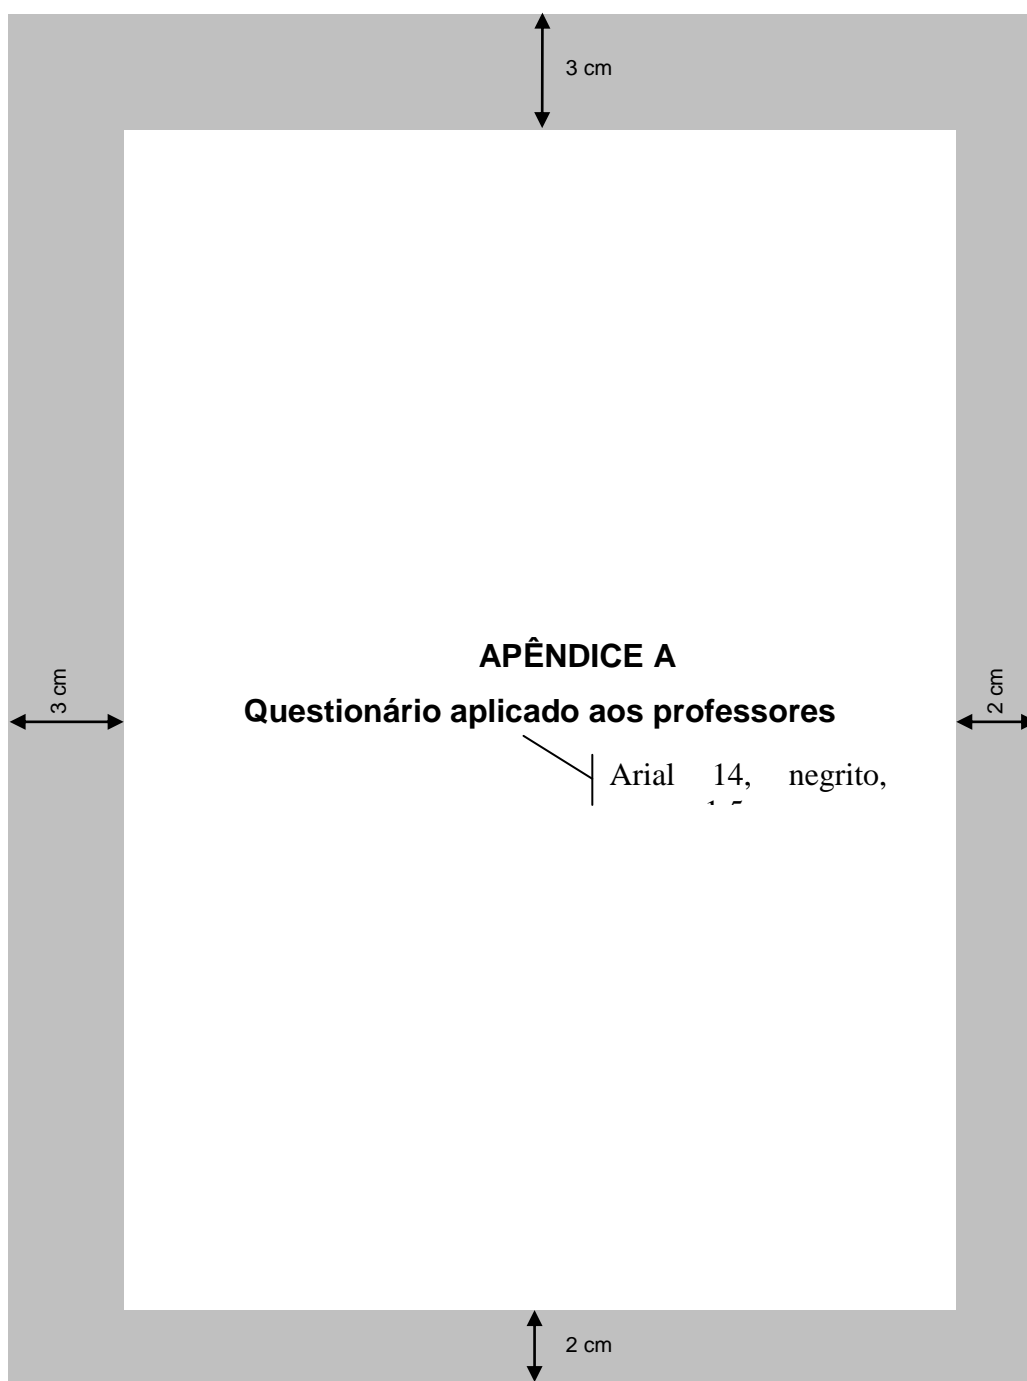 3 cm
APÊNDICE A
3 cm
2 cm
Questionário aplicado aos professores
Arial 14, negrito,
2 cm